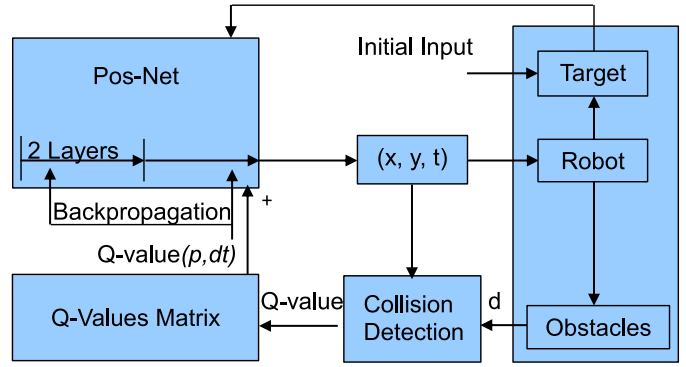 Initial Input
Pos-Net
Target
2 Layers
(x, y, t)
Robot
Backpropagation
+
Q-value(p,dt)
Q-Values Matrix
Q-value
Collision
Detection
d
Obstacles